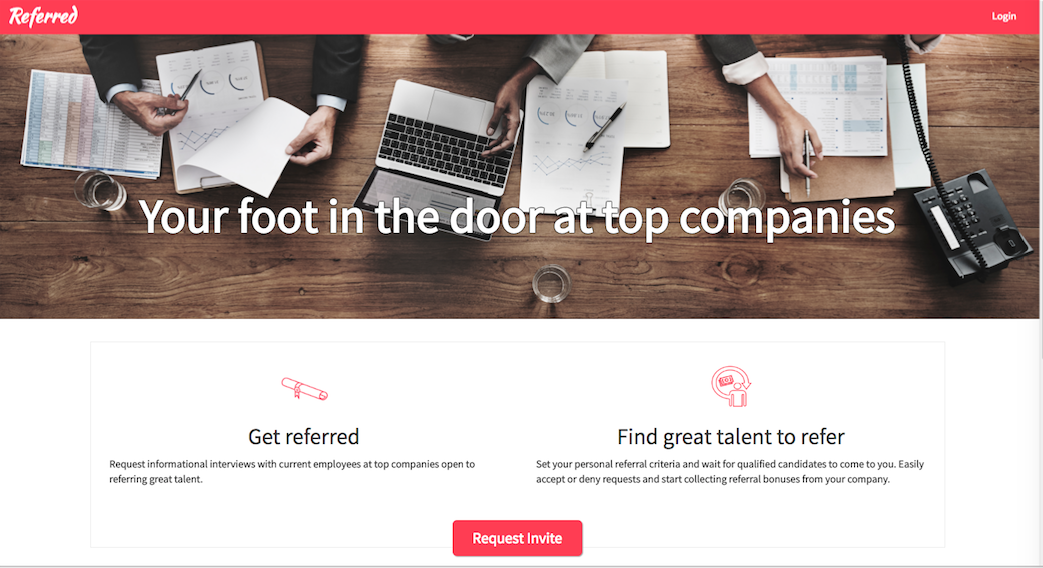 Referred
Login
Your foot in the door at top companies
Get referred
Request informational interviews with current employees at top companies open to
referring great talent.
Find great talent to refer
Set your personal referral criteria and wait for qualified candidates to come to you. Easily
accept or deny requests and start collecting referral bonuses from your company.
Request Invite